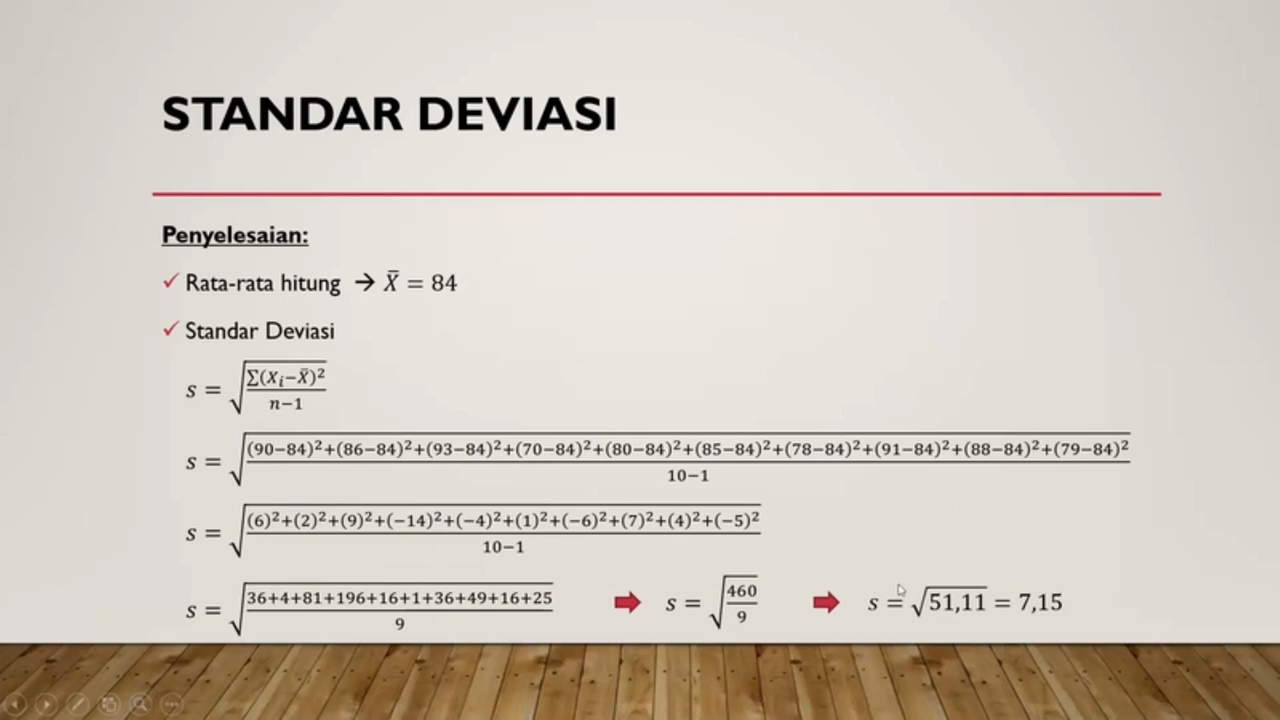 STANDAR DEVIASI
Penyelesaian:
✓ Rata-rata hitung → X̄ = 84
✓ Standar Deviasi
s = √(∑(Xᵢ−X̄)²/n−1)
s = √((90−84)²+(86−84)²+(93−84)²+(70−84)²+(80−84)²+(85−84)²+(78−84)²+(91−84)²+(88−84)²+(79−84)²/10−1)
s = √((6)²+(2)²+(9)²+(−14)²+(−4)²+(1)²+(−6)²+(7)²+(4)²+(−5)²/10−1)
s = √(36+4+81+196+16+1+36+49+16+25/9) ➡ s = √(460/9) ➡ s = √51,11 = 7,15